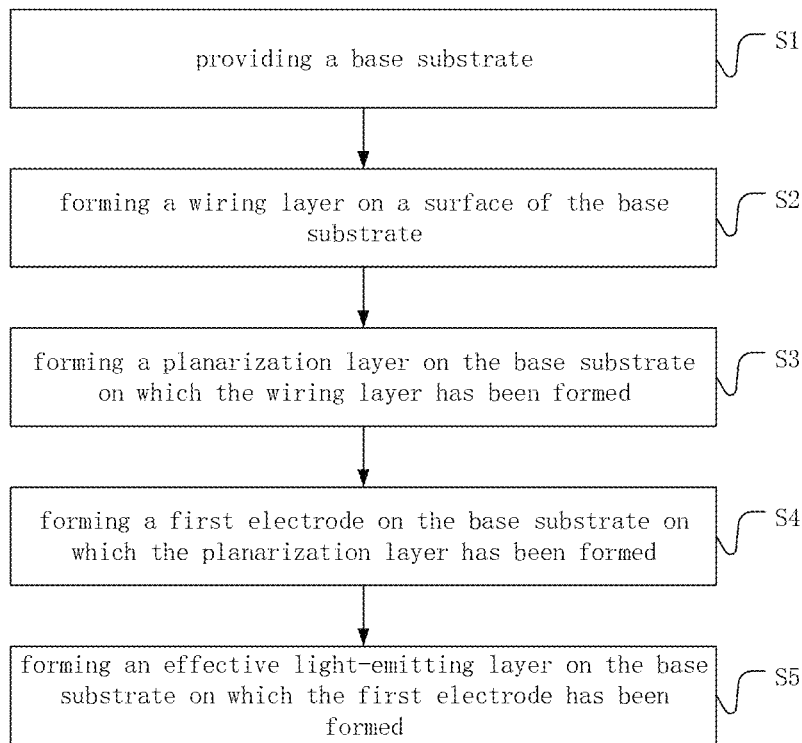 providing a base substrate
S1
forming a wiring layer on a surface of the base
substrate
S2
forming a planarization layer on the base substrate
on which the wiring layer has been formed
S3
forming a first electrode on the base substrate on
which the planarization layer has been formed
S4
forming an effective light-emitting layer on the base
substrate on which the first electrode has been
formed
S5